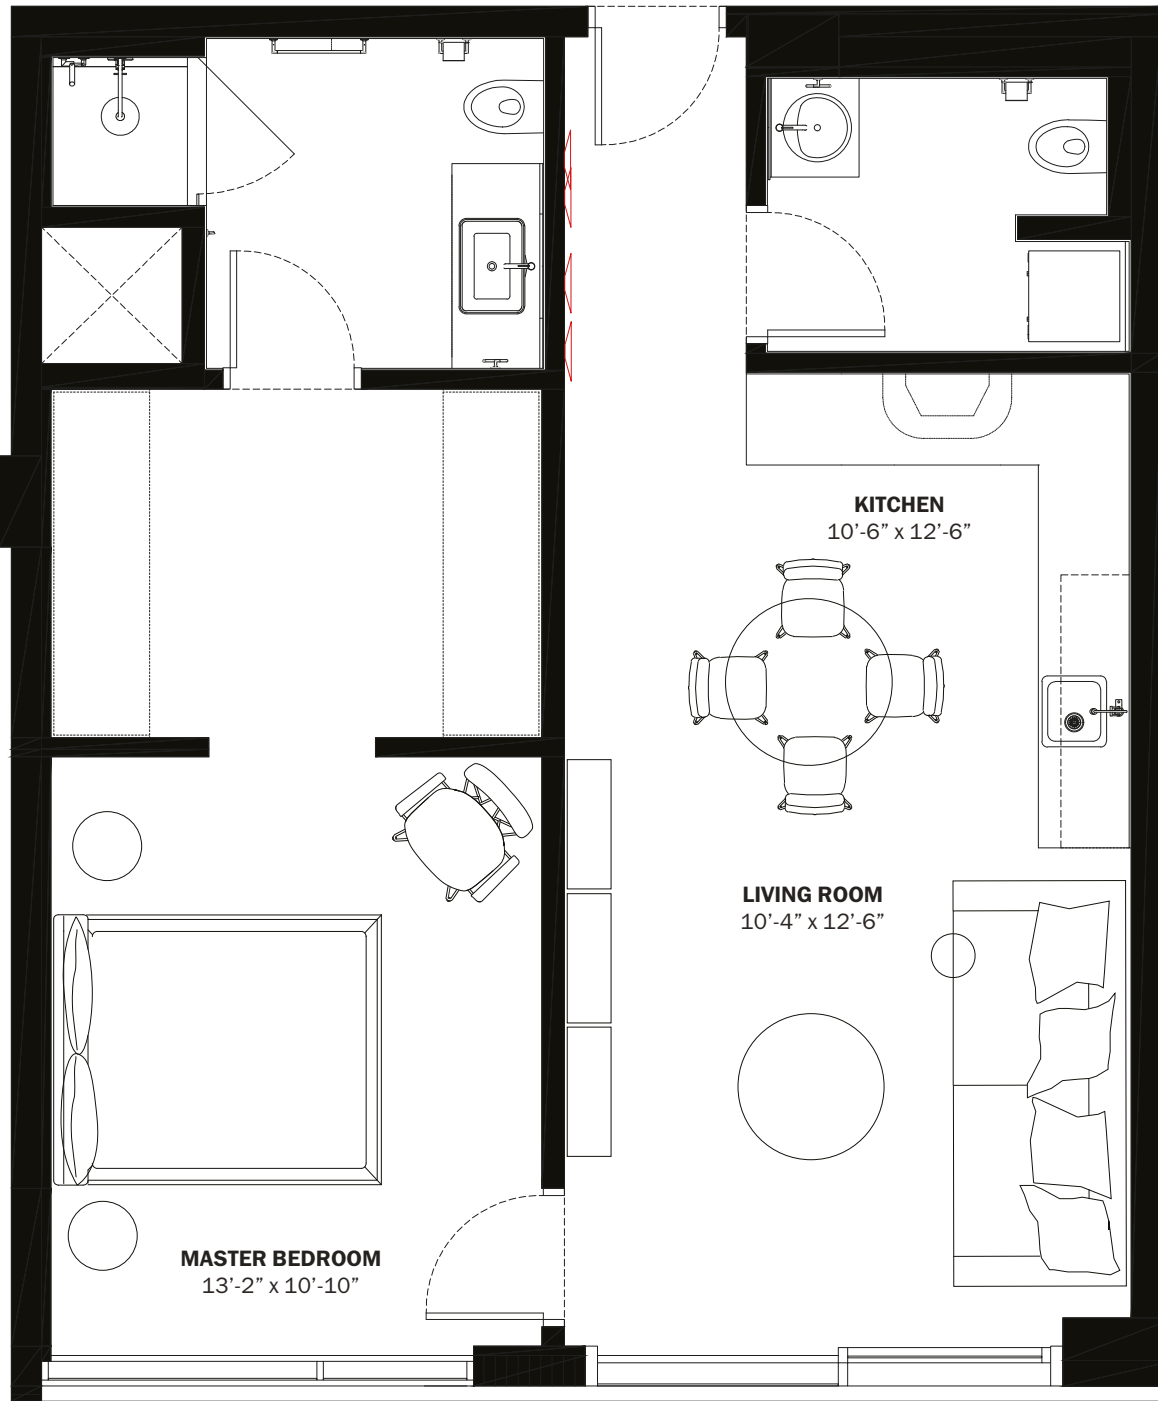 KITCHEN
10’-6” x 12’-6”
LIVING ROOM
10’-4” x 12’-6”
MASTER BEDROOM
13’-2” x 10’-10”